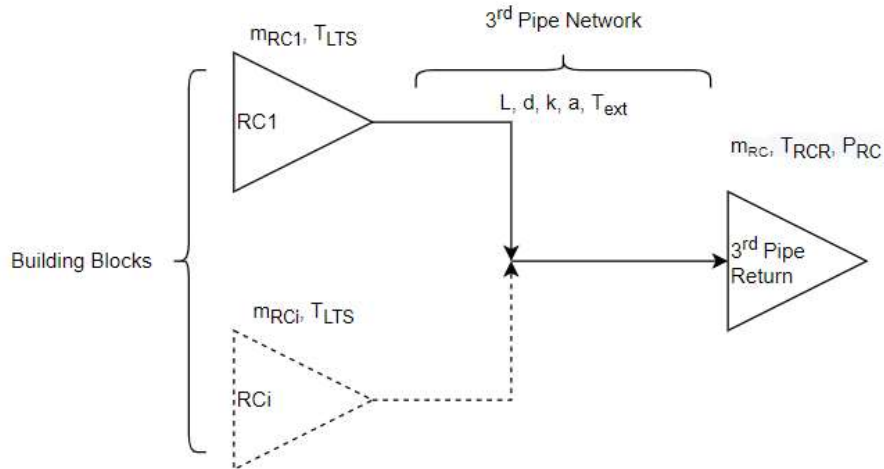 3rd Pipe Network
mRC1, TLTS
L, d, k, a, Text
RC1
mRC, TRCR, PRC
Building Blocks
3rd Pipe
Return
mRCi, TLTS
RCi